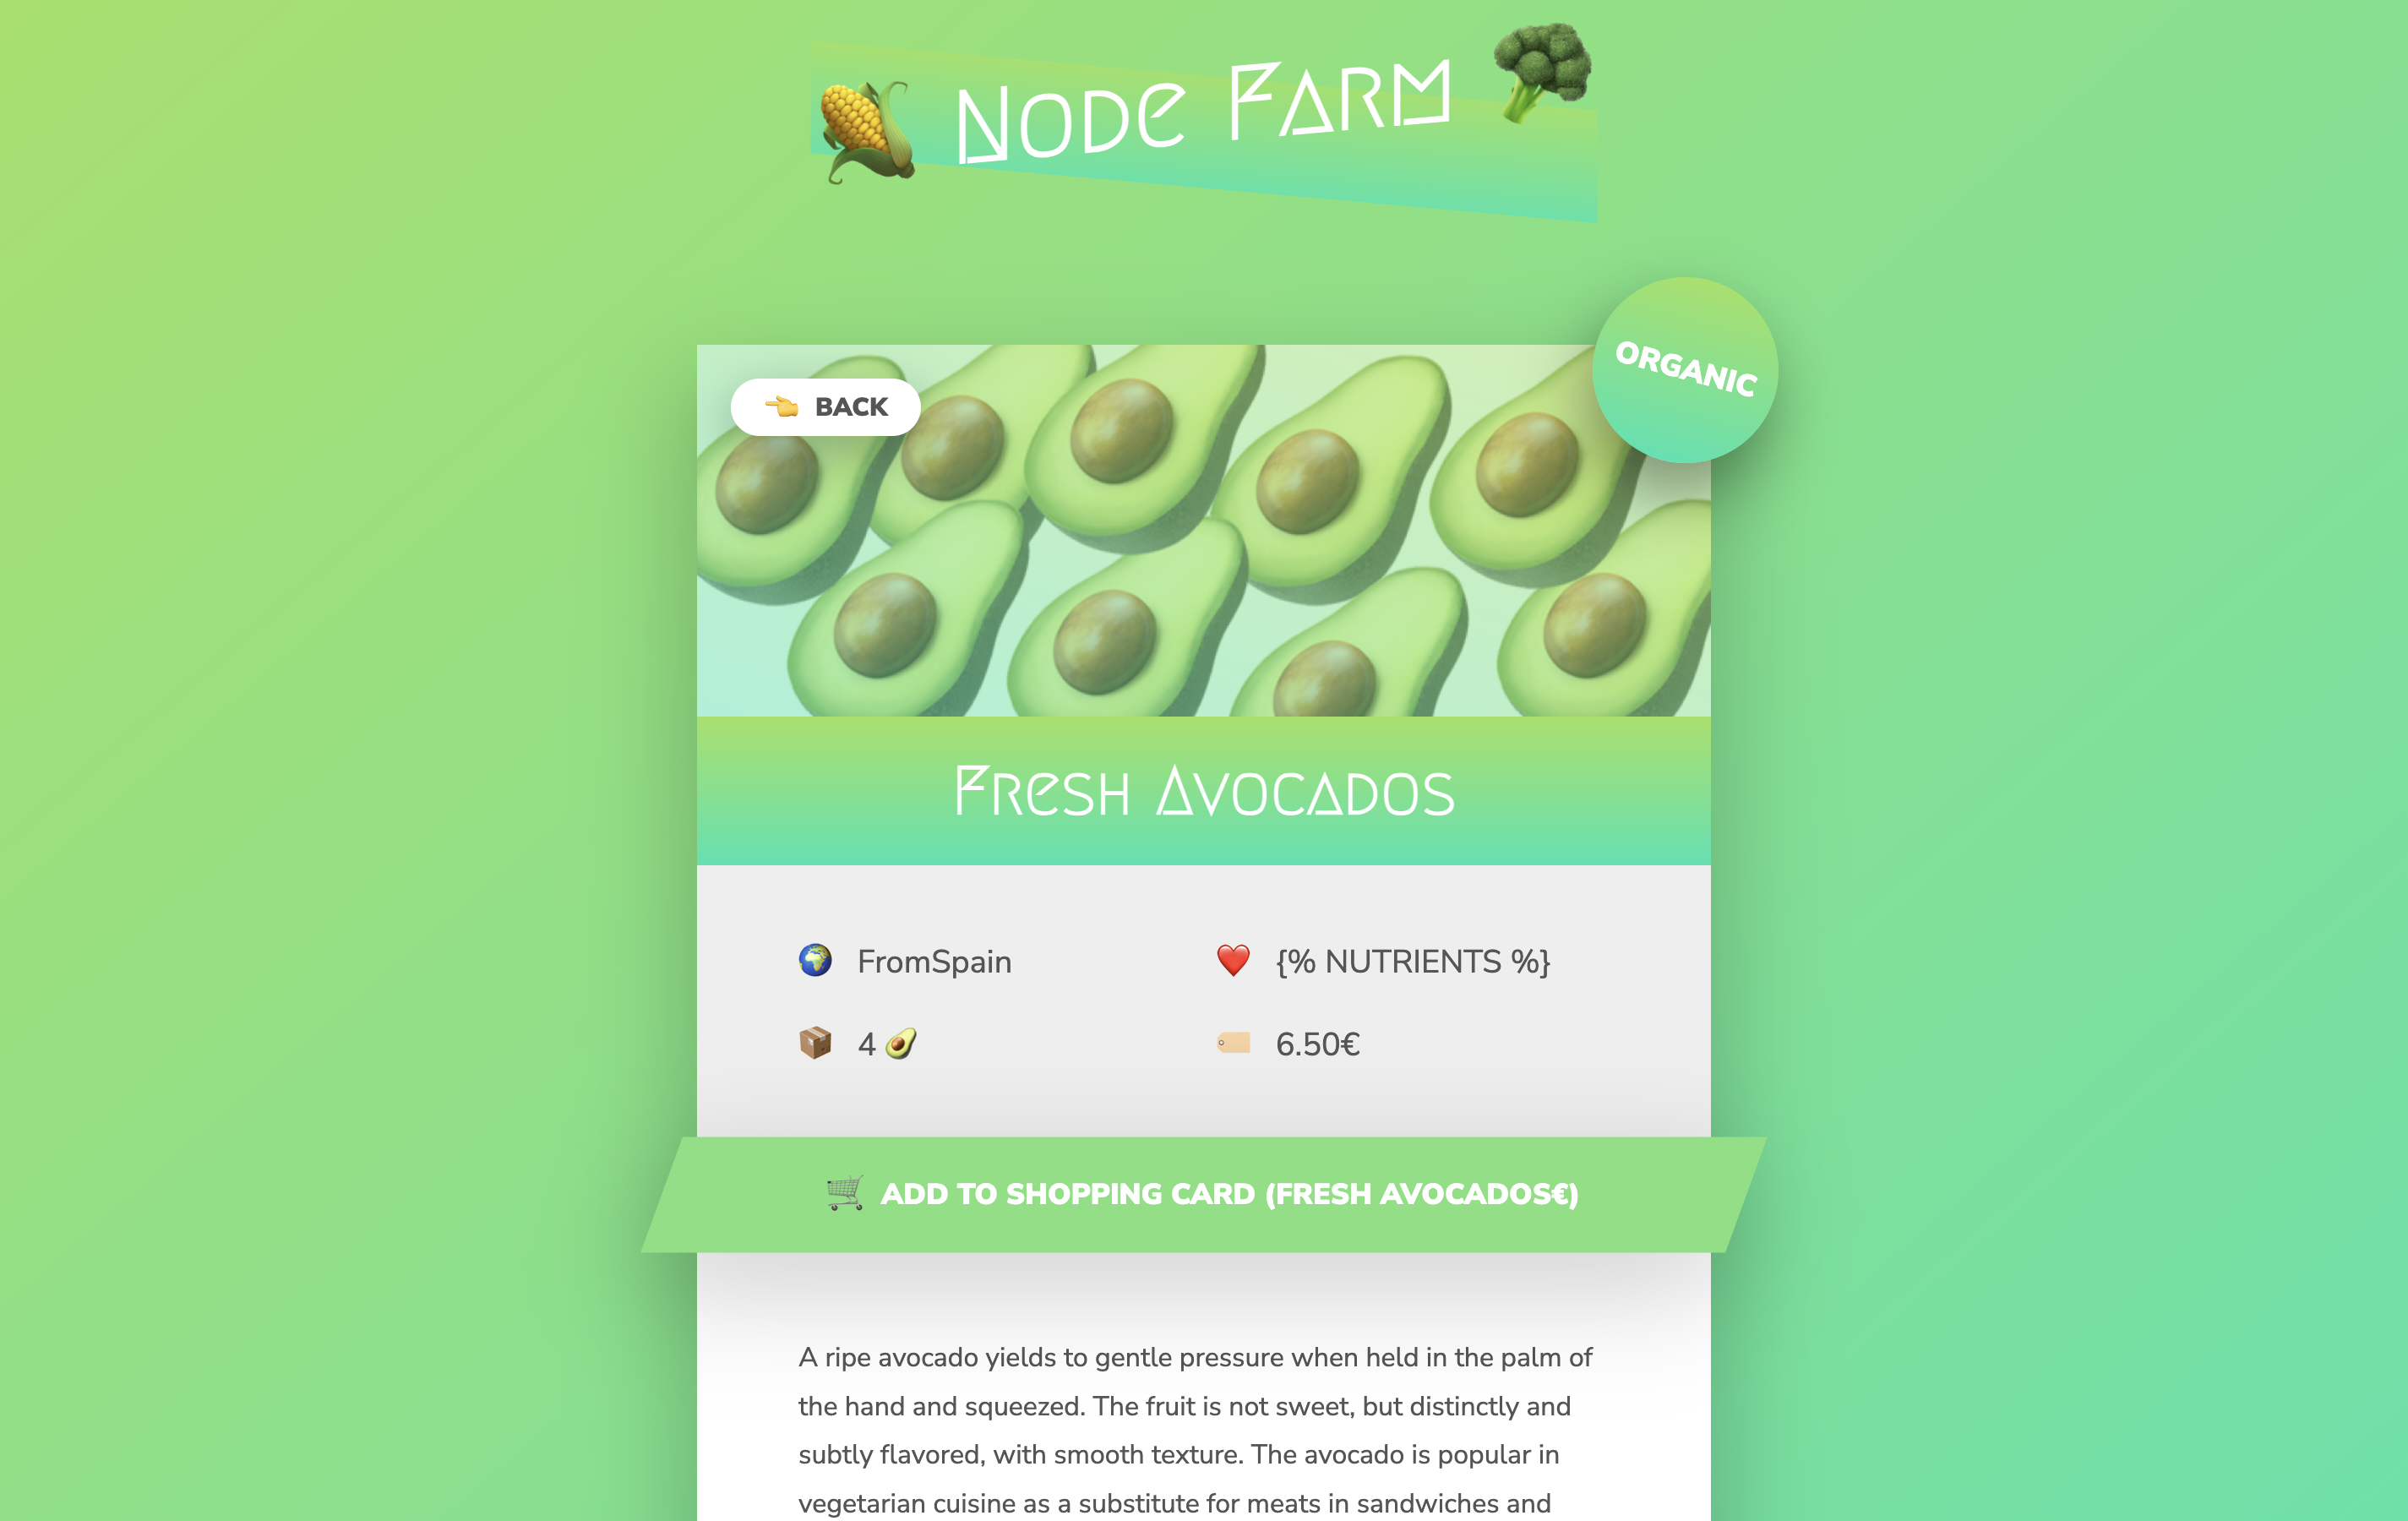 Node Farm
ORGANIC
BACK
Fresh Avocados
FromSpain
{% NUTRIENTS %}
4
6.50€
ADD TO SHOPPING CARD (FRESH AVOCADOS€)
A ripe avocado yields to gentle pressure when held in the palm of
the hand and squeezed. The fruit is not sweet, but distinctly and
subtly flavored, with smooth texture. The avocado is popular in
vegetarian cuisine as a substitute for meats in sandwiches and